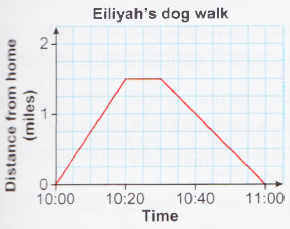 Eiliyah's dog walk
Distance from home
(miles)
2
1
0
10:00 10:20 10:40 11:00
Time